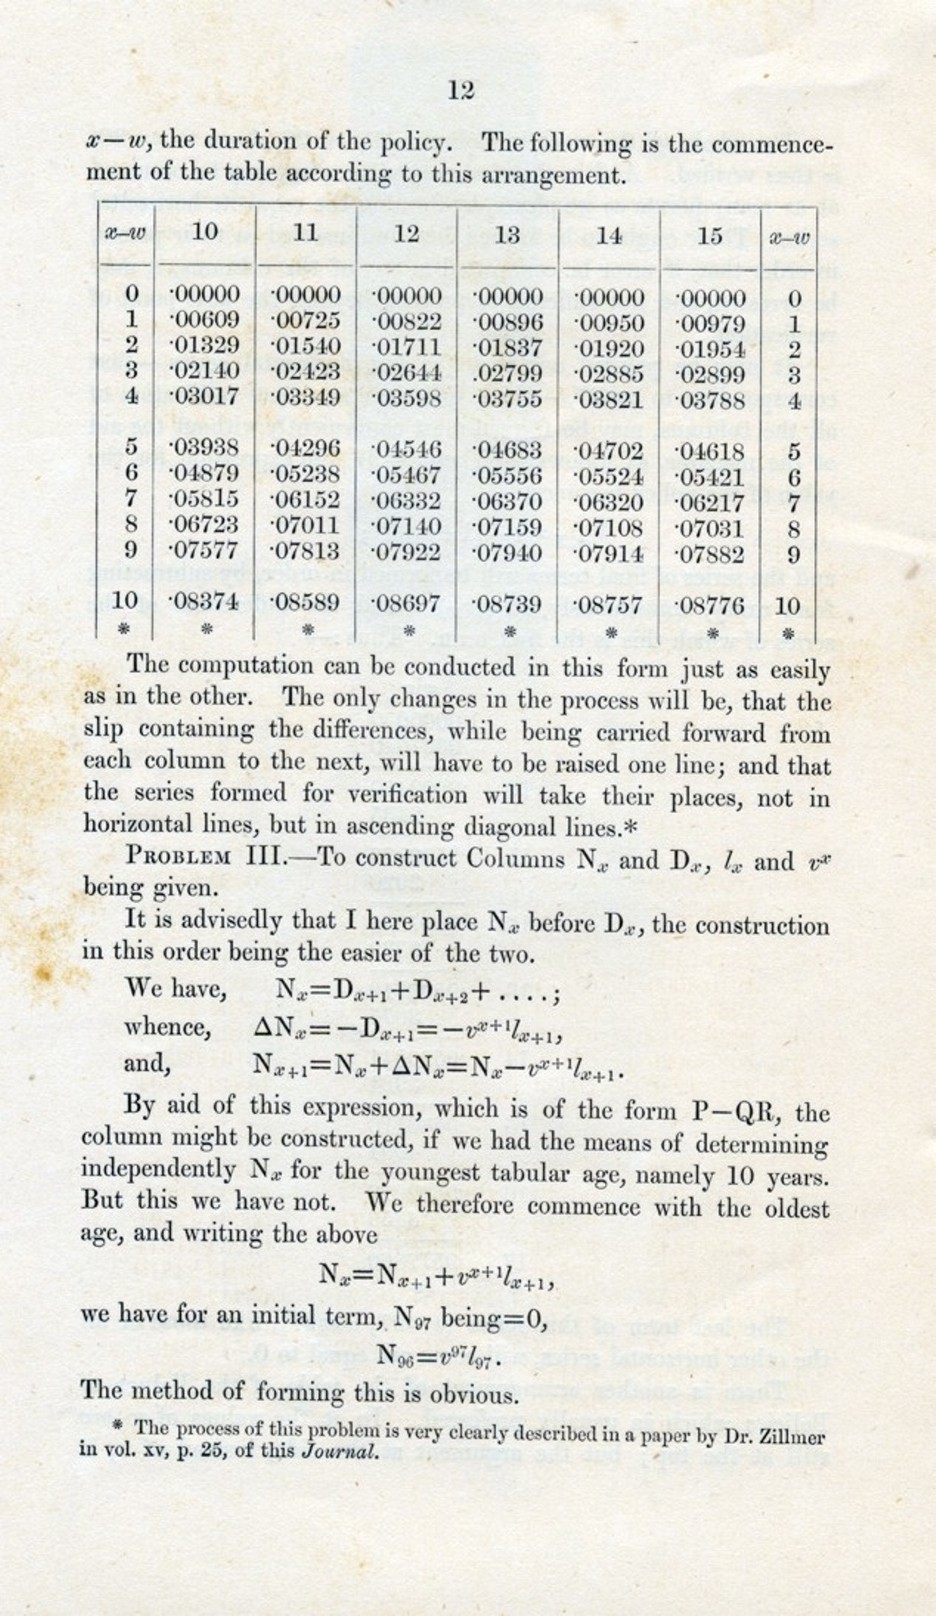 12
x—w, the duration of the policy. The following is the commence-
ment of the table according to this arrangement.
x–w 10 11 12 13 14 15 x–w
0 ·00000 ·00000 ·00000 ·00000 ·00000 ·00000 0
1 ·00609 ·00725 ·00822 ·00896 ·00950 ·00979 1
2 ·01329 ·01540 ·01711 ·01837 ·01920 ·01954 2
3 ·02140 ·02423 ·02644 .02799 ·02885 ·02899 3
4 ·03017 ·03349 ·03598 ·03755 ·03821 ·03788 4
5 ·03938 ·04296 ·04546 ·04683 ·04702 ·04618 5
6 ·04879 ·05238 ·05467 ·05556 ·05524 ·05421 6
7 ·05815 ·06152 ·06332 ·06370 ·06320 ·06217 7
8 ·06723 ·07011 ·07140 ·07159 ·07108 ·07031 8
9 ·07577 ·07813 ·07922 ·07940 ·07914 ·07882 9
10 ·08374 ·08589 ·08697 ·08739 ·08757 ·08776 10
* * * * * * * *
The computation can be conducted in this form just as easily
as in the other. The only changes in the process will be, that the
slip containing the differences, while being carried forward from
each column to the next, will have to be raised one line; and that
the series formed for verification will take their places, not in
horizontal lines, but in ascending diagonal lines.*
PROBLEM III.—To construct Columns Nₓ and Dₓ, lₓ and vˣ
being given.
It is advisedly that I here place Nₓ before Dₓ, the construction
in this order being the easier of the two.
We have, Nₓ=Dₓ₊₁+Dₓ₊₂+ ....;
whence, ΔNₓ=−Dₓ₊₁=−vˣ⁺¹lₓ₊₁,
and, Nₓ₊₁=Nₓ+ΔNₓ=Nₓ−vˣ⁺¹lₓ₊₁.
By aid of this expression, which is of the form P−QR, the
column might be constructed, if we had the means of determining
independently Nₓ for the youngest tabular age, namely 10 years.
But this we have not. We therefore commence with the oldest
age, and writing the above
Nₓ=Nₓ₊₁+vˣ⁺¹lₓ₊₁,
we have for an initial term, N₉₇ being=0,
N₉₆=v⁹⁷l₉₇.
The method of forming this is obvious.
* The process of this problem is very clearly described in a paper by Dr. Zillmer
in vol. xv, p. 25, of this Journal.